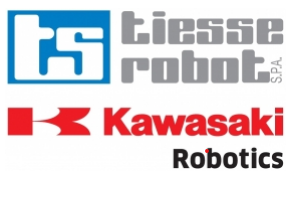 ts tiesse
robot S.P.A.
Kawasaki
Robotics